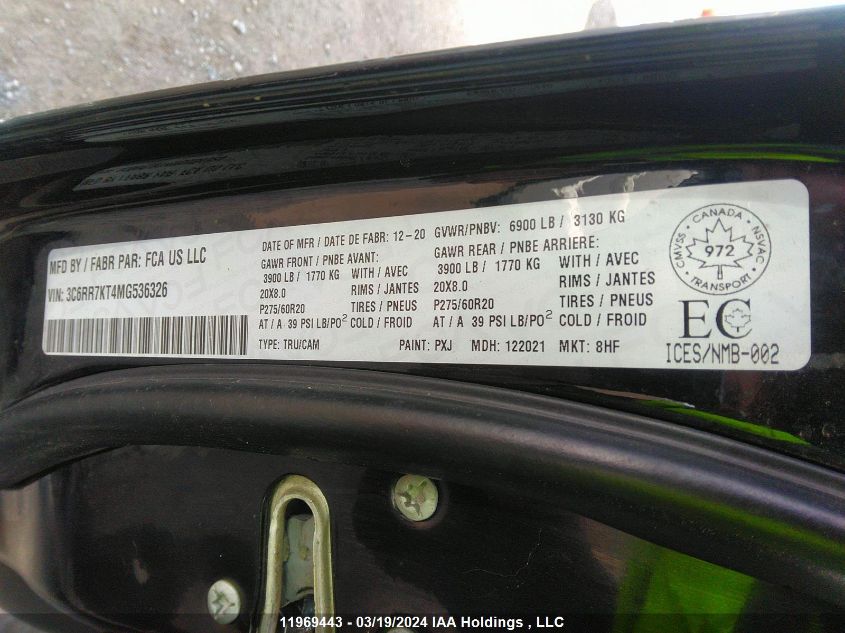 MFD BY / FABR PAR: FCA US LLC
VIN: 3C6RR7KT4MG536326
DATE OF MFR / DATE DE FABR: 12-20
GAWR FRONT / PNBE AVANT:
3900 LB / 1770 KG WITH / AVEC
20X8.0 RIMS / JANTES
P275/60R20 TIRES / PNEUS
AT / A 39 PSI LB/PO² COLD / FROID
GVWR/PNBV: 6900 LB / 3130 KG
GAWR REAR / PNBE ARRIERE:
3900 LB / 1770 KG WITH / AVEC
20X8.0 RIMS / JANTES
P275/60R20 TIRES / PNEUS
AT / A 39 PSI LB/PO² COLD / FROID
TYPE: TRU/CAM PAINT: PXJ MDH: 122021 MKT: 8HF
CANADA
CMVSS 972 NSVAC
TRANSPORT
EC
ICES/NMB-002
11969443 - 03/19/2024 IAA Holdings , LLC